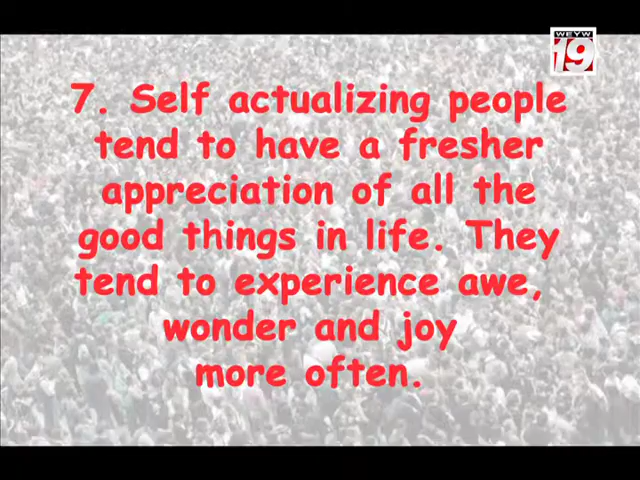 WEYW
19
7. Self actualizing people
tend to have a fresher
appreciation of all the
good things in life. They
tend to experience awe,
wonder and joy
more often.